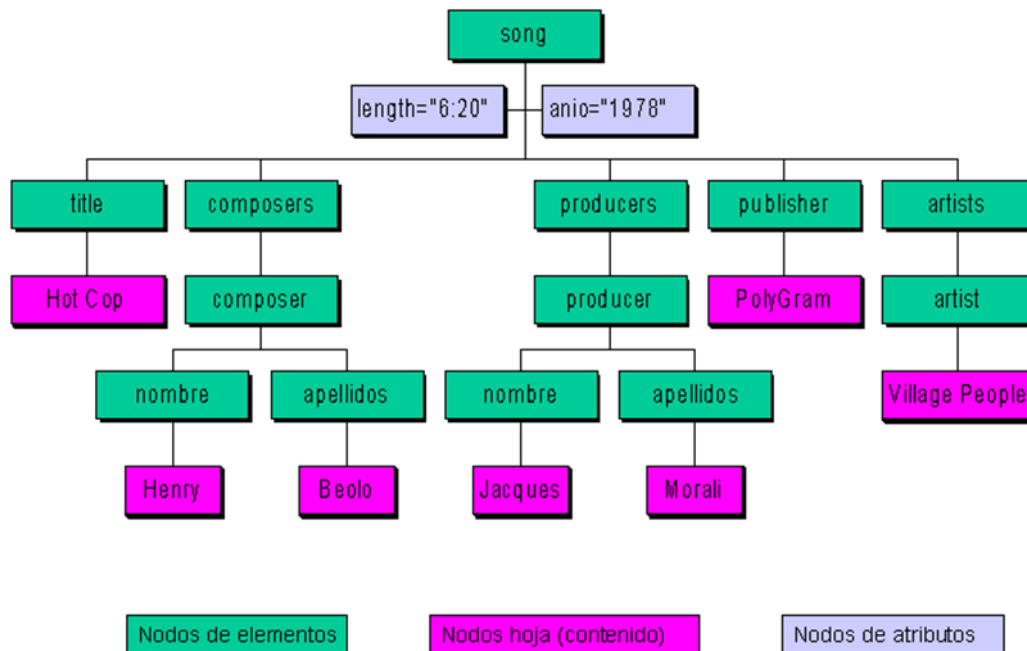 song
length="6:20" anio="1978"
title composers producers publisher artists
Hot Cop composer producer PolyGram artist
nombre apellidos nombre apellidos Village People
Henry Beolo Jacques Morali
Nodos de elementos Nodos hoja (contenido) Nodos de atributos